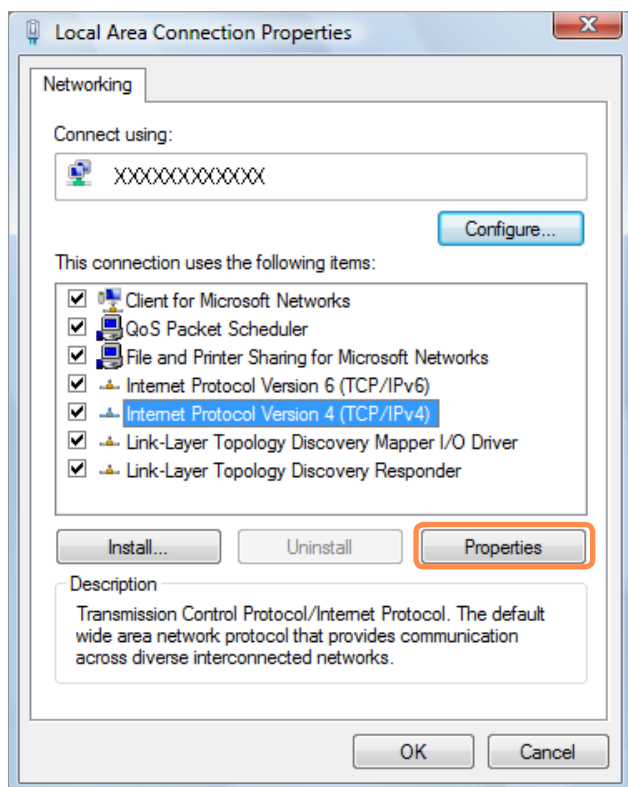 Local Area Connection Properties
Networking
Connect using:
XXXXXXXXXXXX
Configure...
This connection uses the following items:
Client for Microsoft Networks
QoS Packet Scheduler
File and Printer Sharing for Microsoft Networks
Internet Protocol Version 6 (TCP/IPv6)
Internet Protocol Version 4 (TCP/IPv4)
Link-Layer Topology Discovery Mapper I/O Driver
Link-Layer Topology Discovery Responder
Install... Uninstall Properties
Description
Transmission Control Protocol/Internet Protocol. The default
wide area network protocol that provides communication
across diverse interconnected networks.
OK Cancel